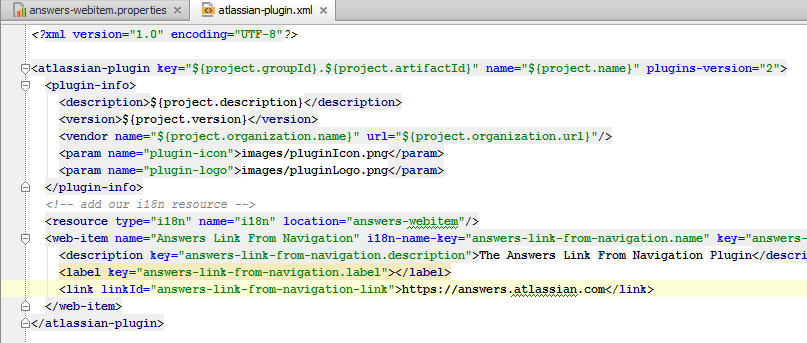 answers-webitem.properties × atlassian-plugin.xml ×
<?xml version="1.0" encoding="UTF-8"?>
<atlassian-plugin key="${project.groupId}.${project.artifactId}" name="${project.name}" plugins-version="2">
<plugin-info>
<description>${project.description}</description>
<version>${project.version}</version>
<vendor name="${project.organization.name}" url="${project.organization.url}"/>
<param name="plugin-icon">images/pluginIcon.png</param>
<param name="plugin-logo">images/pluginLogo.png</param>
</plugin-info>
<!-- add our i18n resource -->
<resource type="i18n" name="i18n" location="answers-webitem"/>
<web-item name="Answers Link From Navigation" i18n-name-key="answers-link-from-navigation.name" key="answers-
<description key="answers-link-from-navigation.description">The Answers Link From Navigation Plugin</descri
<label key="answers-link-from-navigation.label"></label>
<link linkId="answers-link-from-navigation-link">https://answers.atlassian.com</link>
</web-item>
</atlassian-plugin>